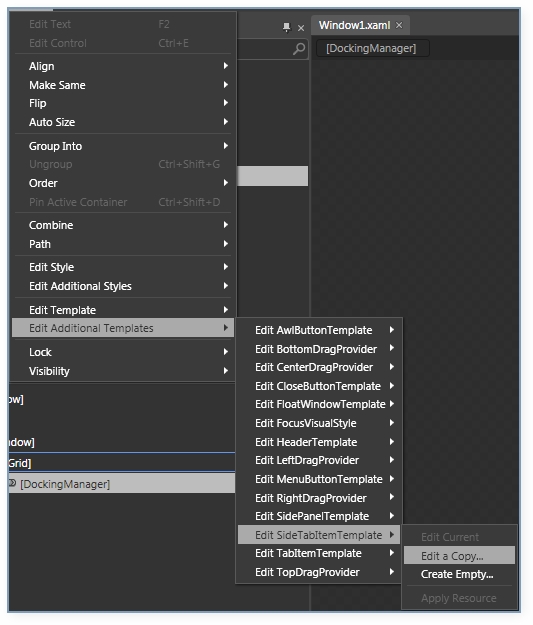 Edit Text F2
Edit Control Ctrl+E
Align
Make Same
Flip
Auto Size
Group Into
Ungroup Ctrl+Shift+G
Order
Pin Active Container Ctrl+Shift+D
Combine
Path
Edit Style
Edit Additional Styles
Edit Template
Edit Additional Templates
Lock
Visibility
Window1.xaml ×
[DockingManager]
ow]
ndow]
Grid]
[DockingManager]
Edit AwlButtonTemplate
Edit BottomDragProvider
Edit CenterDragProvider
Edit CloseButtonTemplate
Edit FloatWindowTemplate
Edit FocusVisualStyle
Edit HeaderTemplate
Edit LeftDragProvider
Edit MenuButtonTemplate
Edit RightDragProvider
Edit SidePanelTemplate
Edit SideTabItemTemplate
Edit TabItemTemplate
Edit TopDragProvider
Edit Current
Edit a Copy...
Create Empty...
Apply Resource